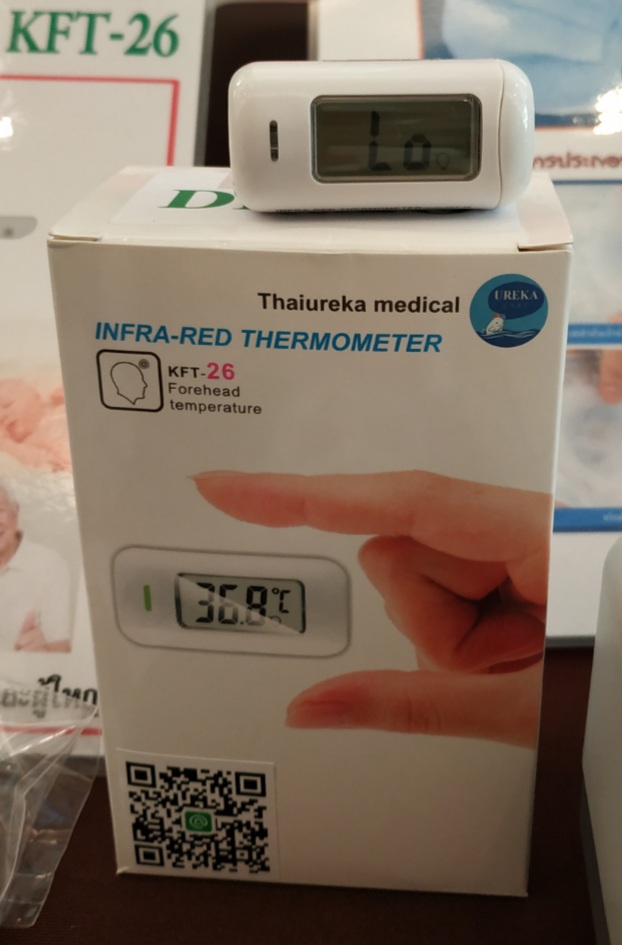 KFT-26
Lo
Thaiureka medical
UREKA
INFRA-RED THERMOMETER
KFT-26
Forehead
temperature
36.8°C